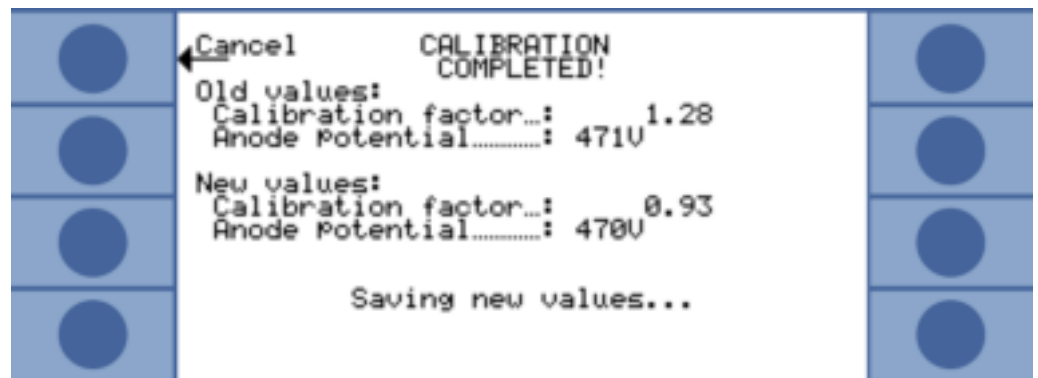 Cancel CALIBRATION
COMPLETED!
Old values:
Calibration factor…: 1.28
Anode potential…………: 471V
New values:
Calibration factor…: 0.93
Anode potential…………: 470V
Saving new values...